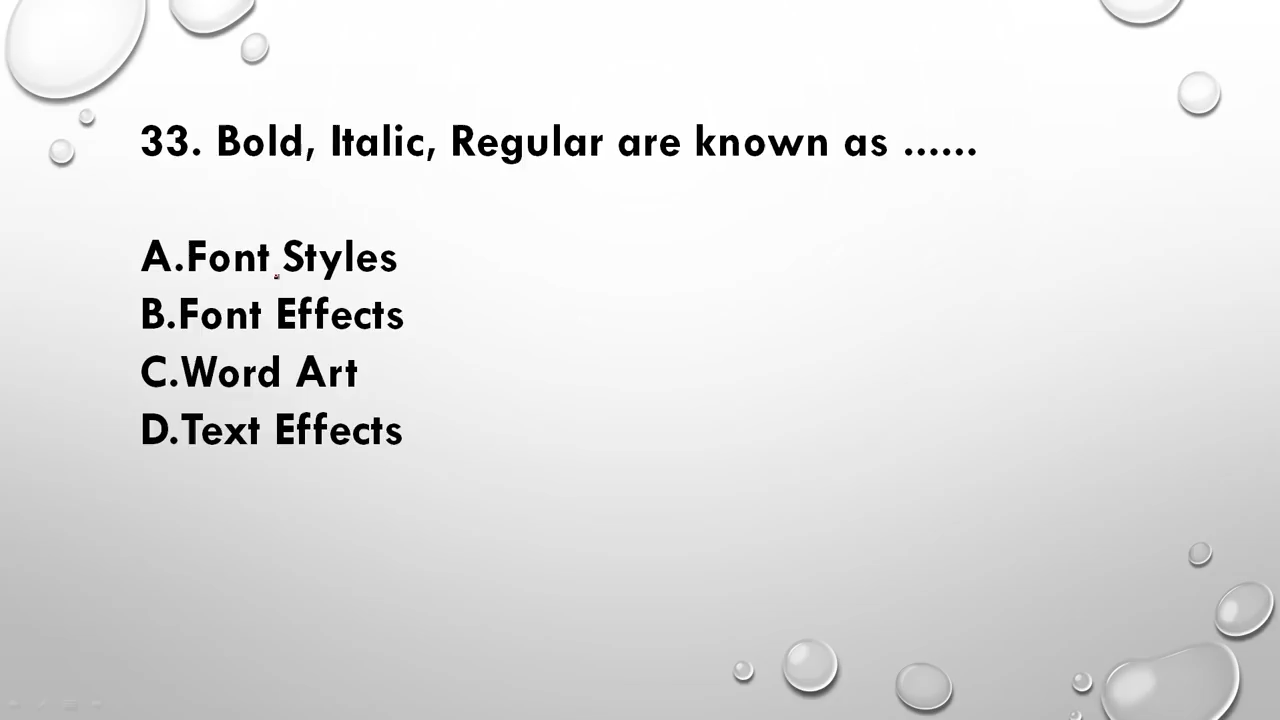 33. Bold, Italic, Regular are known as ......
A.Font Styles
B.Font Effects
C.Word Art
D.Text Effects